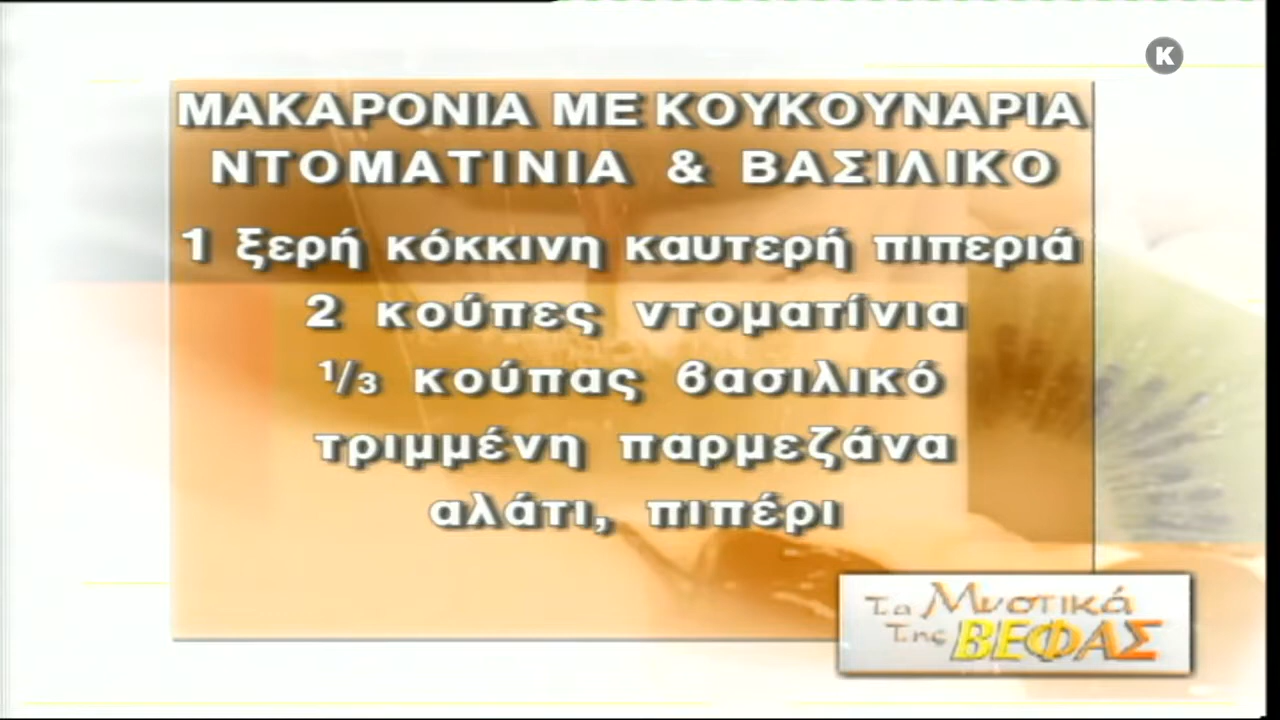 K
ΜΑΚΑΡΟΝΙΑ ΜΕ ΚΟΥΚΟΥΝΑΡΙΑ
ΝΤΟΜΑΤΙΝΙΑ & ΒΑΣΙΛΙΚΟ
1 ξερή κόκκινη καυτερή πιπεριά
2 κούπες ντοματίνια
1/3 κούπας βασιλικό
τριμμένη παρμεζάνα
αλάτι, πιπέρι
Τα Μυστικά
Της ΒΕΦΑΣ